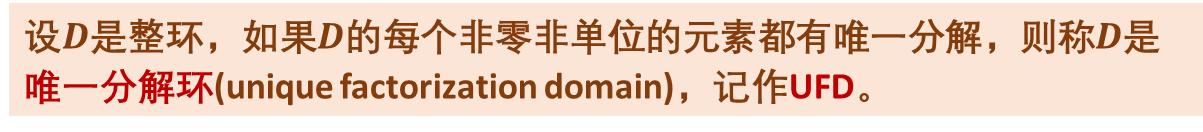 设D是整环，如果D的每个非零非单位的元素都有唯一分解，则称D是
唯一分解环(unique factorization domain)，记作UFD。